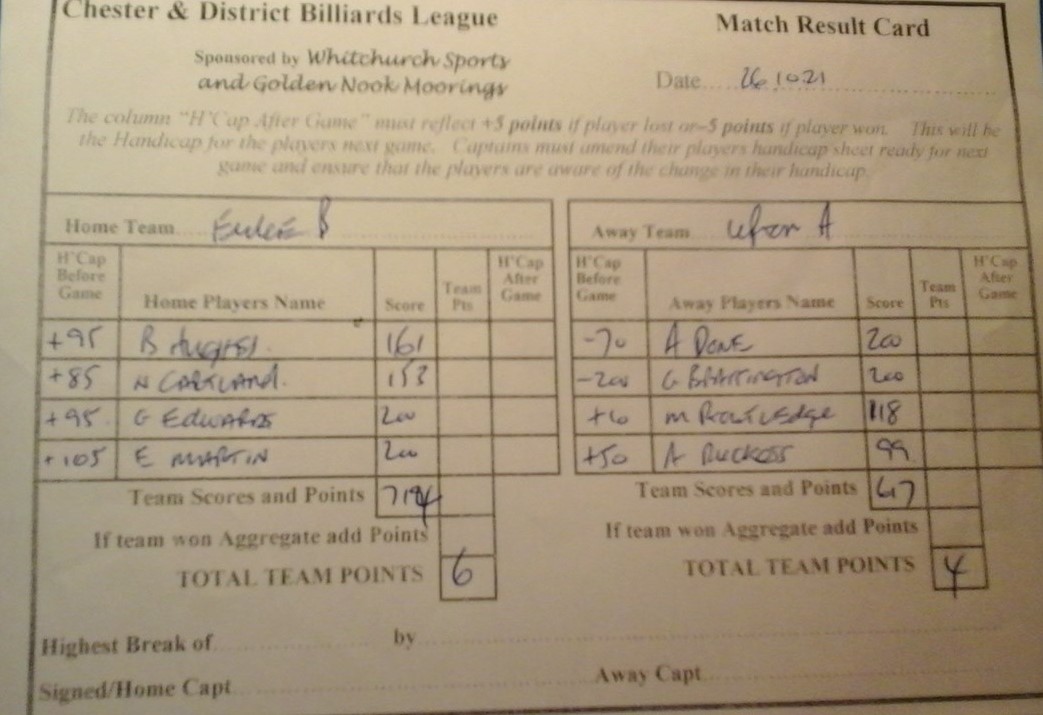 Chester & District Billiards League
Match Result Card
Sponsored by Whitchurch Sports
and Golden Nook Moorings
Date 26.10.21
The column "H'Cap After Game" must reflect +5 points if player lost or -5 points if player won. This will be
the Handicap for the players next game. Captains must amend their players handicap sheet ready for next
game and ensure that the players are aware of the change in their handicap.
Home Team B
Away Team A
H'Cap Before Game Home Players Name Score Team Pts H'Cap After Game
H'Cap Before Game Away Players Name Score Team Pts H'Cap After Game
+95 B 161
-70 A DONE 200
+85 N CARTLAND. 153
-200 G 200
+95 G EDWARDS 200
M ROUTLEDGE 118
+105 E MARTIN 200
+50 A 99
Team Scores and Points 714
Team Scores and Points 617
If team won Aggregate add Points
If team won Aggregate add Points
TOTAL TEAM POINTS 6
TOTAL TEAM POINTS 4
Highest Break of by
Signed/Home Capt Away Capt